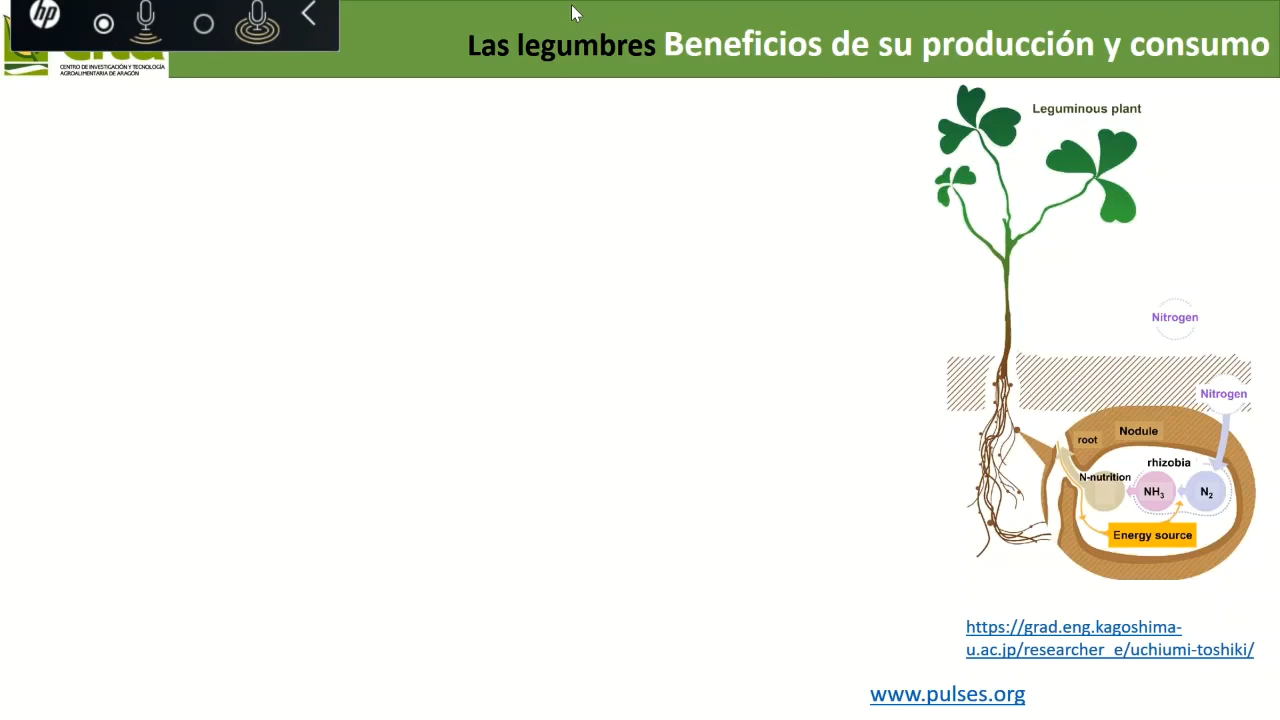 hp
CENTRO DE INVESTIGACIÓN Y TECNOLOGÍA
AGROALIMENTARIA DE ARAGÓN
Las legumbres Beneficios de su producción y consumo
Leguminous plant
Nitrogen
Nitrogen
Nodule
root
rhizobia
N-nutrition
NH3
N2
Energy source
https://grad.eng.kagoshima-
u.ac.jp/researcher_e/uchiumi-toshiki/
www.pulses.org